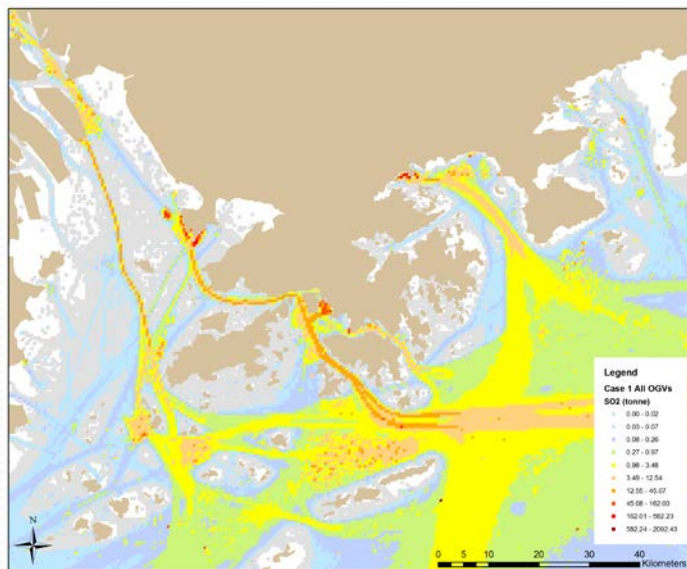 Legend
Case 1 All OGVs
SO2 (tonne)
0.00 - 0.02
0.03 - 0.07
0.08 - 0.26
0.27 - 0.97
0.98 - 3.48
3.49 - 12.54
12.55 - 45.07
45.08 - 162.00
162.01 - 582.23
582.24 - 2092.43
N
0 5 10 20 30 40
Kilometers